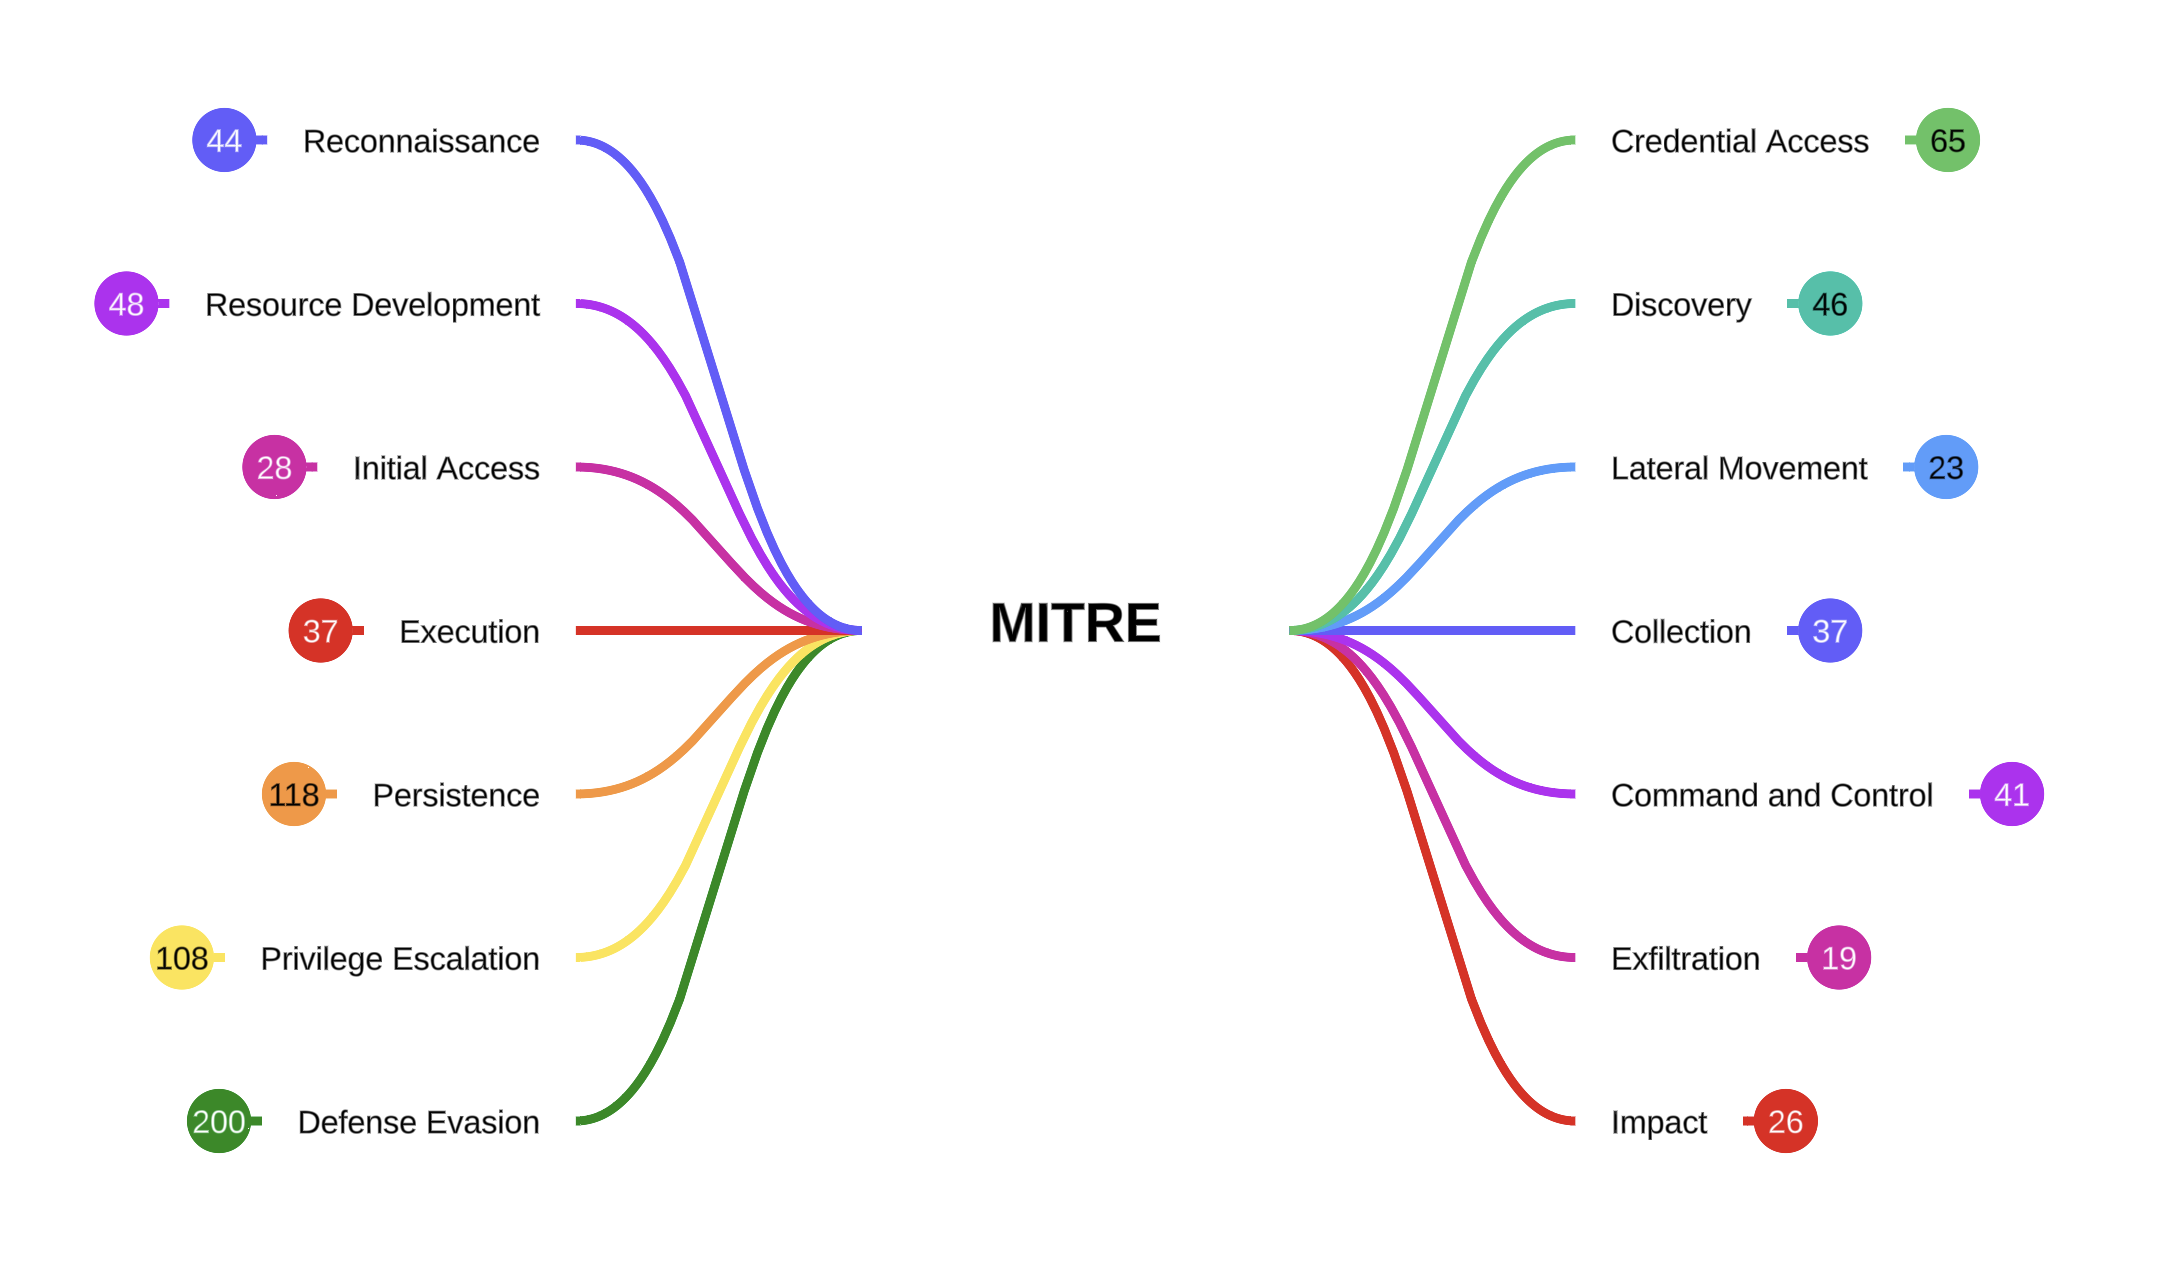 44 Reconnaissance
48 Resource Development
28 Initial Access
37 Execution
118 Persistence
108 Privilege Escalation
200 Defense Evasion
MITRE
Credential Access 65
Discovery 46
Lateral Movement 23
Collection 37
Command and Control 41
Exfiltration 19
Impact 26